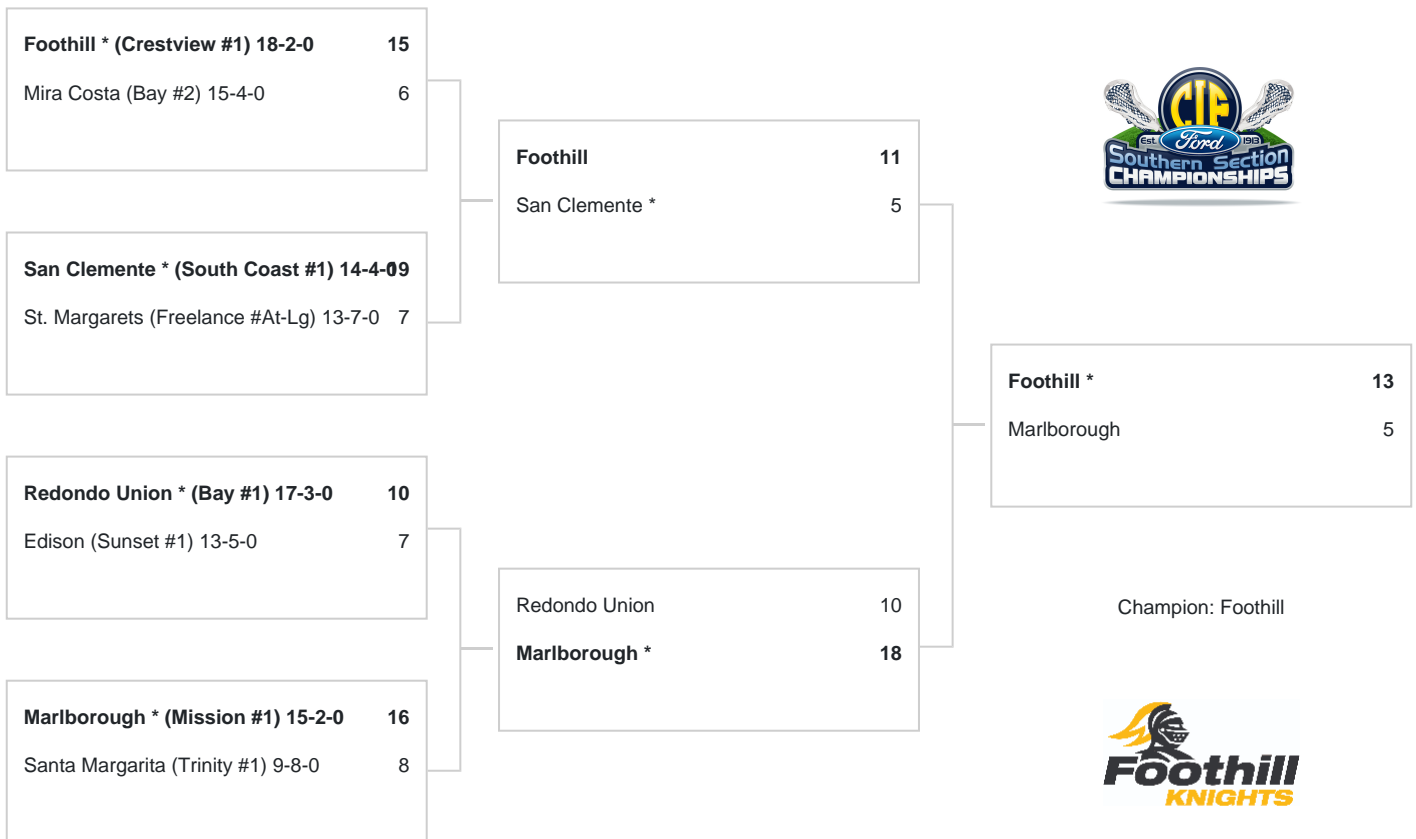 Foothill * (Crestview #1) 18-2-0 15
Mira Costa (Bay #2) 15-4-0 6
San Clemente * (South Coast #1) 14-4-0 19
St. Margarets (Freelance #At-Lg) 13-7-0 7
Redondo Union * (Bay #1) 17-3-0 10
Edison (Sunset #1) 13-5-0 7
Marlborough * (Mission #1) 15-2-0 16
Santa Margarita (Trinity #1) 9-8-0 8
Foothill 11
San Clemente * 5
Redondo Union 10
Marlborough * 18
CIF
Est. Ford 1913
Southern Section
CHAMPIONSHIPS
Foothill * 13
Marlborough 5
Champion: Foothill
Foothill
KNIGHTS